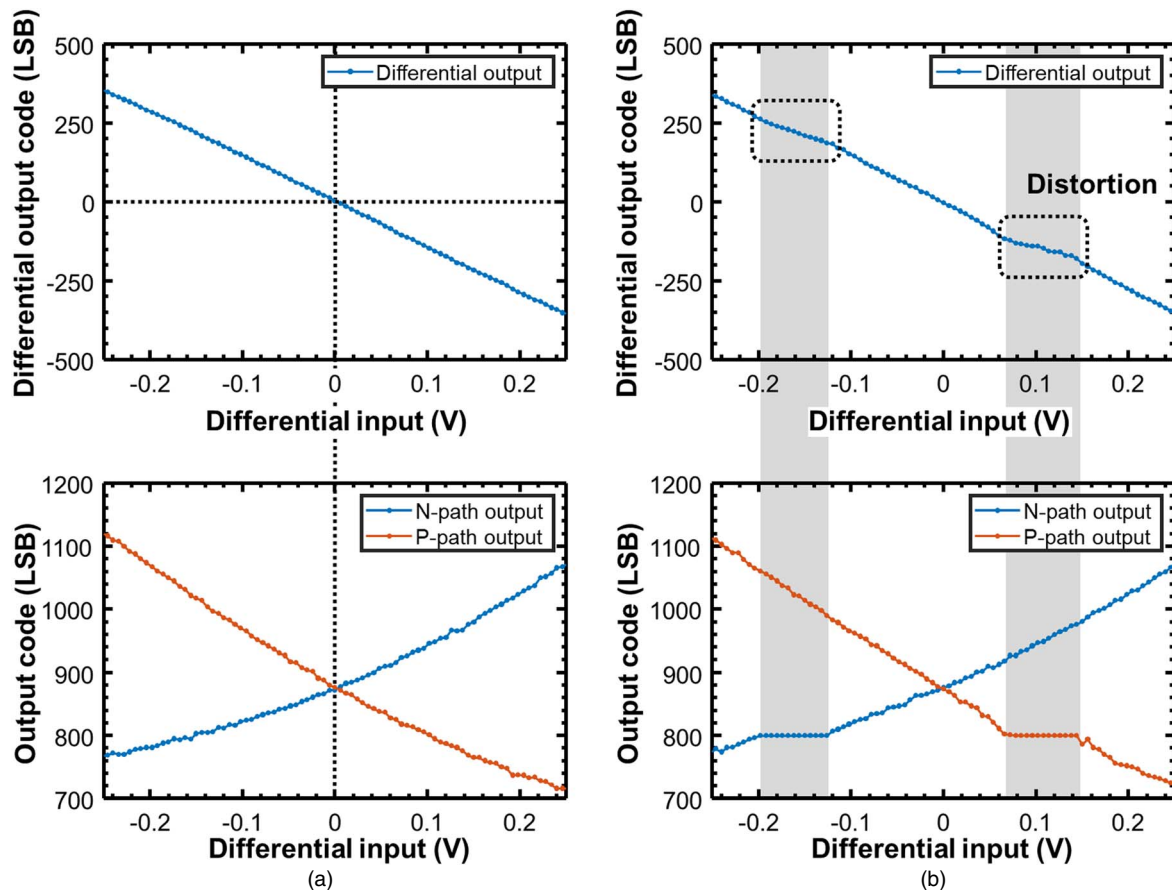 Differential output code (LSB)
500
250
0
-250
-500
Differential output
-0.2
-0.1
0
0.1
0.2
Differential input (V)
Output code (LSB)
1200
1100
1000
900
800
700
N-path output
P-path output
-0.2
-0.1
0
0.1
0.2
Differential input (V)
(a)
Differential output code (LSB)
500
250
0
-250
-500
Differential output
Distortion
-0.2
-0.1
0
0.1
0.2
Differential input (V)
Output code (LSB)
1200
1100
1000
900
800
700
N-path output
P-path output
-0.2
-0.1
0
0.1
0.2
Differential input (V)
(b)